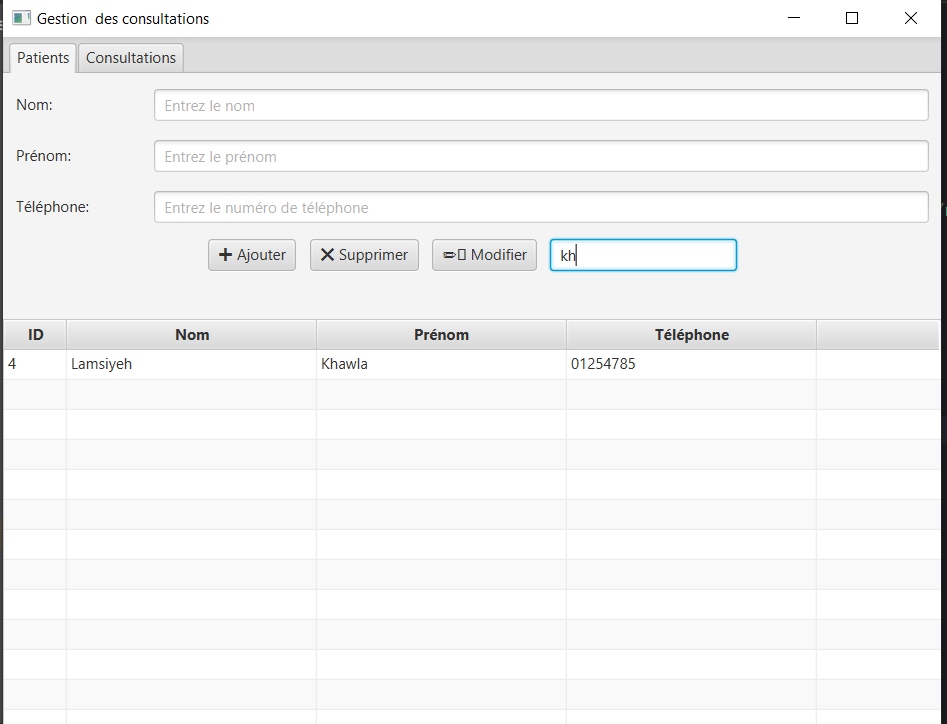 Gestion  des consultations
Patients Consultations
Nom: Entrez le nom
Prénom: Entrez le prénom
Téléphone: Entrez le numéro de téléphone
Ajouter Supprimer Modifier kh
ID Nom Prénom Téléphone
4 Lamsiyeh Khawla 01254785